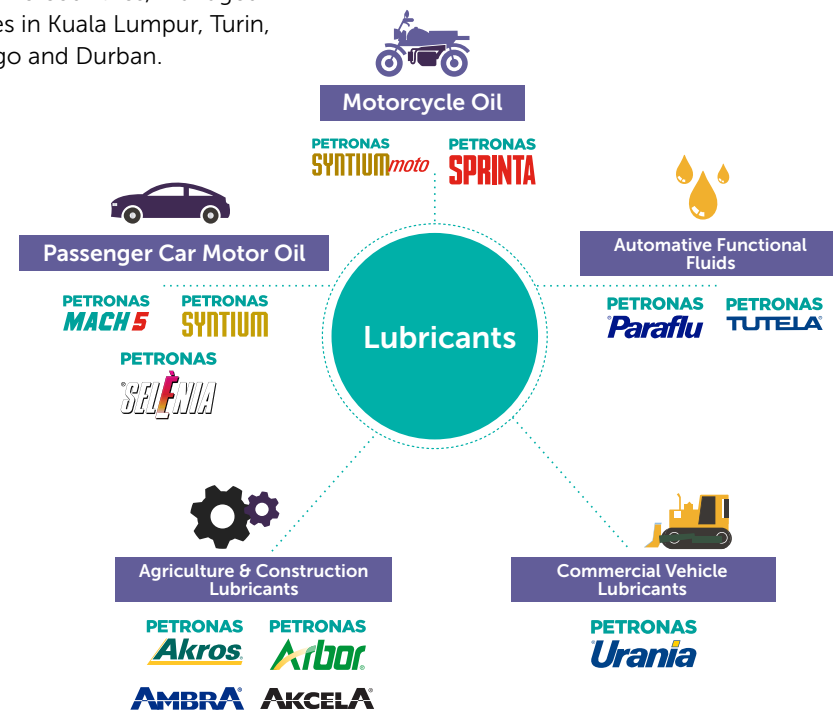 es in Kuala Lumpur, Turin,
go and Durban.
Motorcycle Oil
PETRONAS
SYNTIUM moto
PETRONAS
SPRINTA
Passenger Car Motor Oil
PETRONAS
MACH 5
PETRONAS
SYNTIUM
PETRONAS
SELÈNIA
Automative Functional
Fluids
PETRONAS
Paraflu
PETRONAS
TUTELA
Lubricants
Agriculture & Construction
Lubricants
PETRONAS
Akros
PETRONAS
Arbor
AMBRA
AKCELA
Commercial Vehicle
Lubricants
PETRONAS
Urania